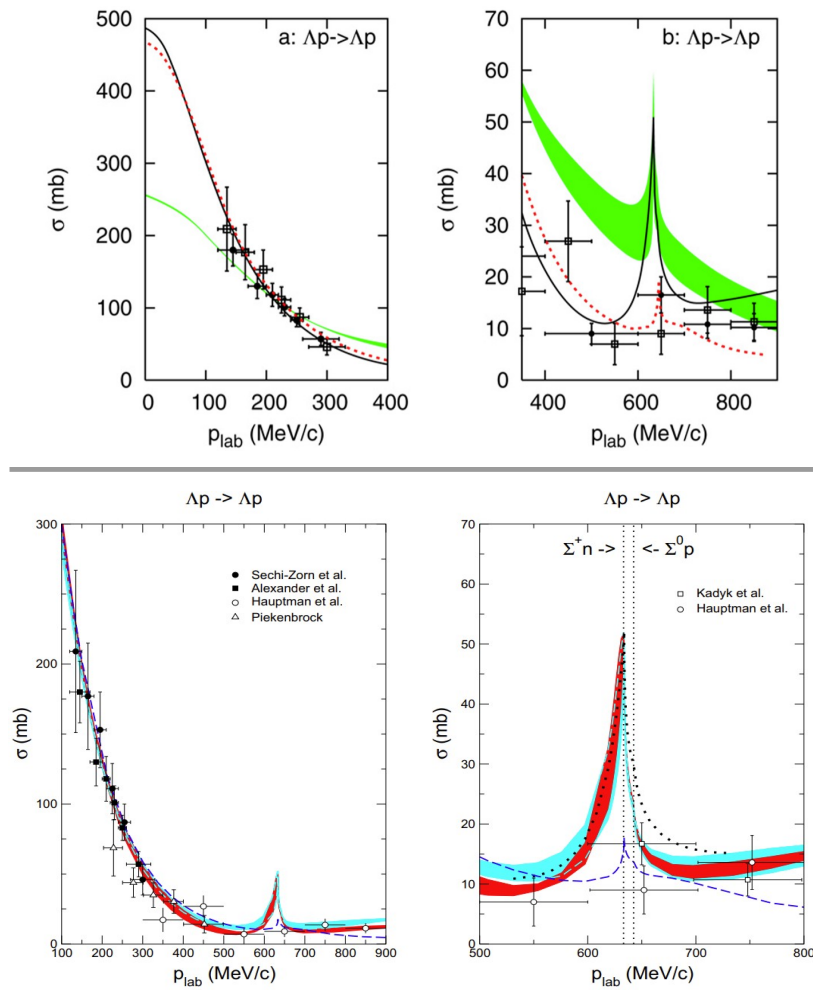 a: Λp->Λp
σ (mb)
500
400
300
200
100
0
0 100 200 300 400
p_lab (MeV/c)
b: Λp->Λp
σ (mb)
70
60
50
40
30
20
10
0
400 600 800
p_lab (MeV/c)
Λp -> Λp
σ (mb)
300
200
100
0
100 200 300 400 500 600 700 800 900
p_lab (MeV/c)
Sechi-Zorn et al.
Alexander et al.
Hauptman et al.
Piekenbrock
Λp -> Λp
σ (mb)
70
60
50
40
30
20
10
0
500 600 700 800
p_lab (MeV/c)
Σ⁺n -> <- Σ⁰p
Kadyk et al.
Hauptman et al.